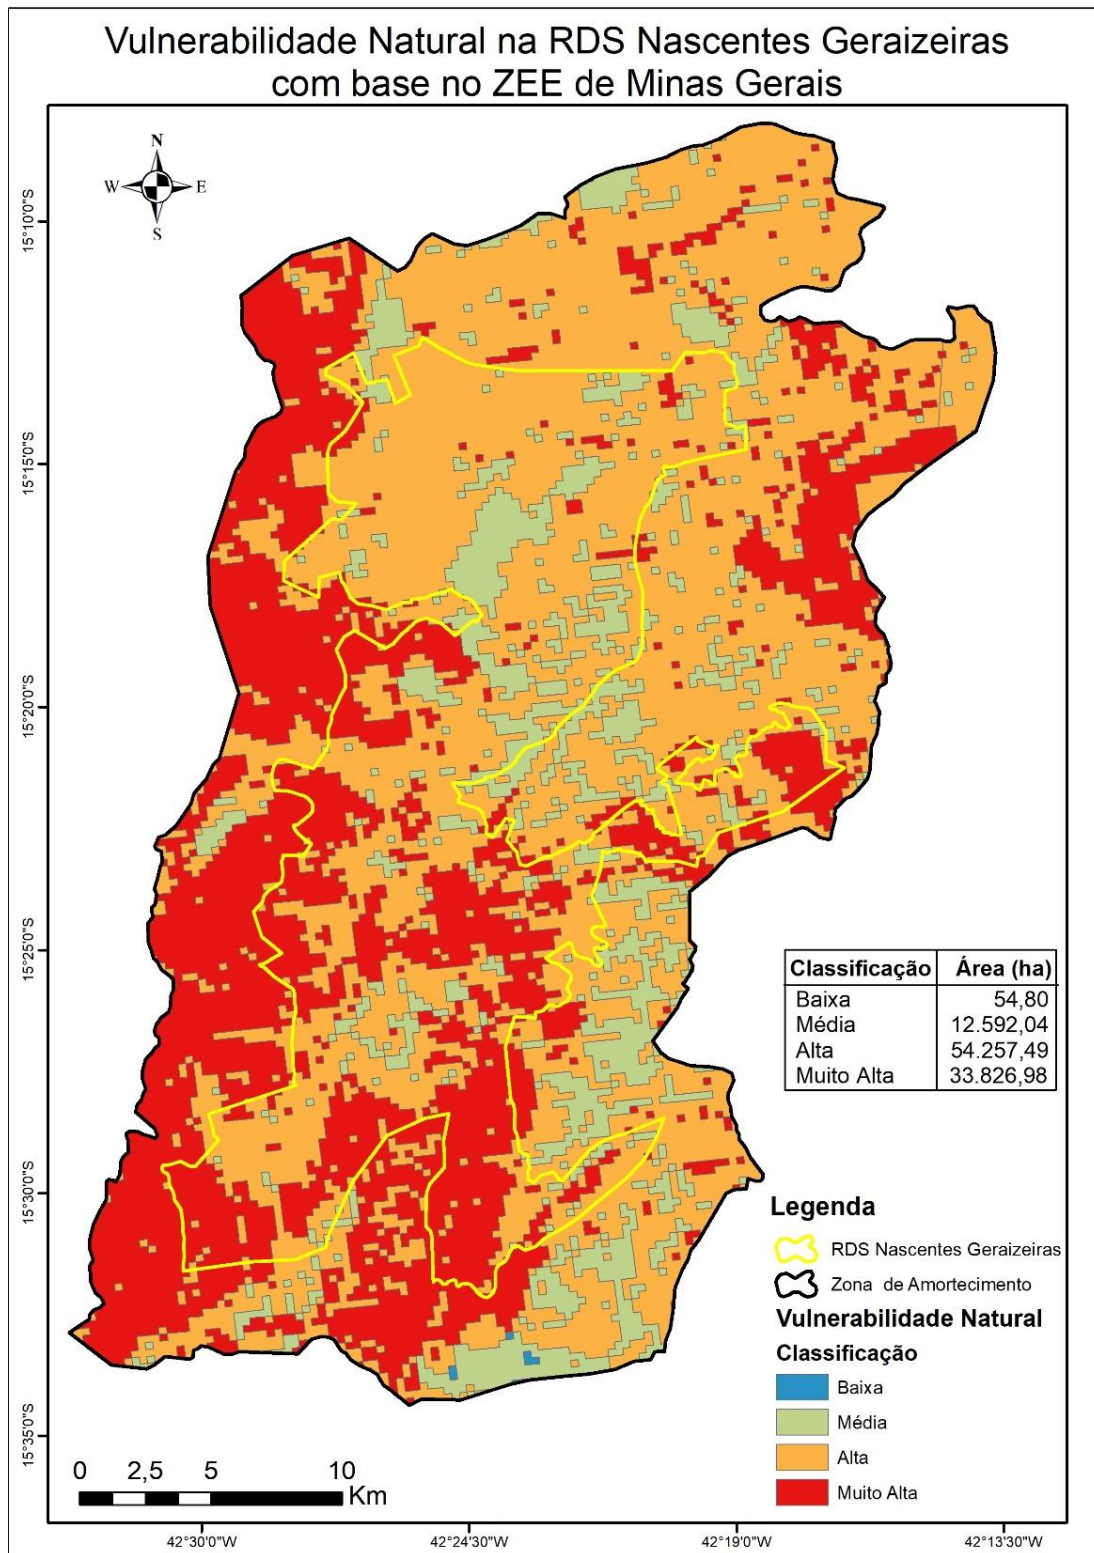 Vulnerabilidade Natural na RDS Nascentes Geraizeiras
com base no ZEE de Minas Gerais
N
W E
S
15°10'0"S
15°15'0"S
15°20'0"S
15°25'0"S
15°30'0"S
15°35'0"S
Classificação Área (ha)
Baixa 54,80
Média 12.592,04
Alta 54.257,49
Muito Alta 33.826,98
Legenda
RDS Nascentes Geraizeiras
Zona de Amortecimento
Vulnerabilidade Natural
Classificação
Baixa
Média
Alta
Muito Alta
0 2,5 5 10
Km
42°30'0"W 42°24'30"W 42°19'0"W 42°13'30"W